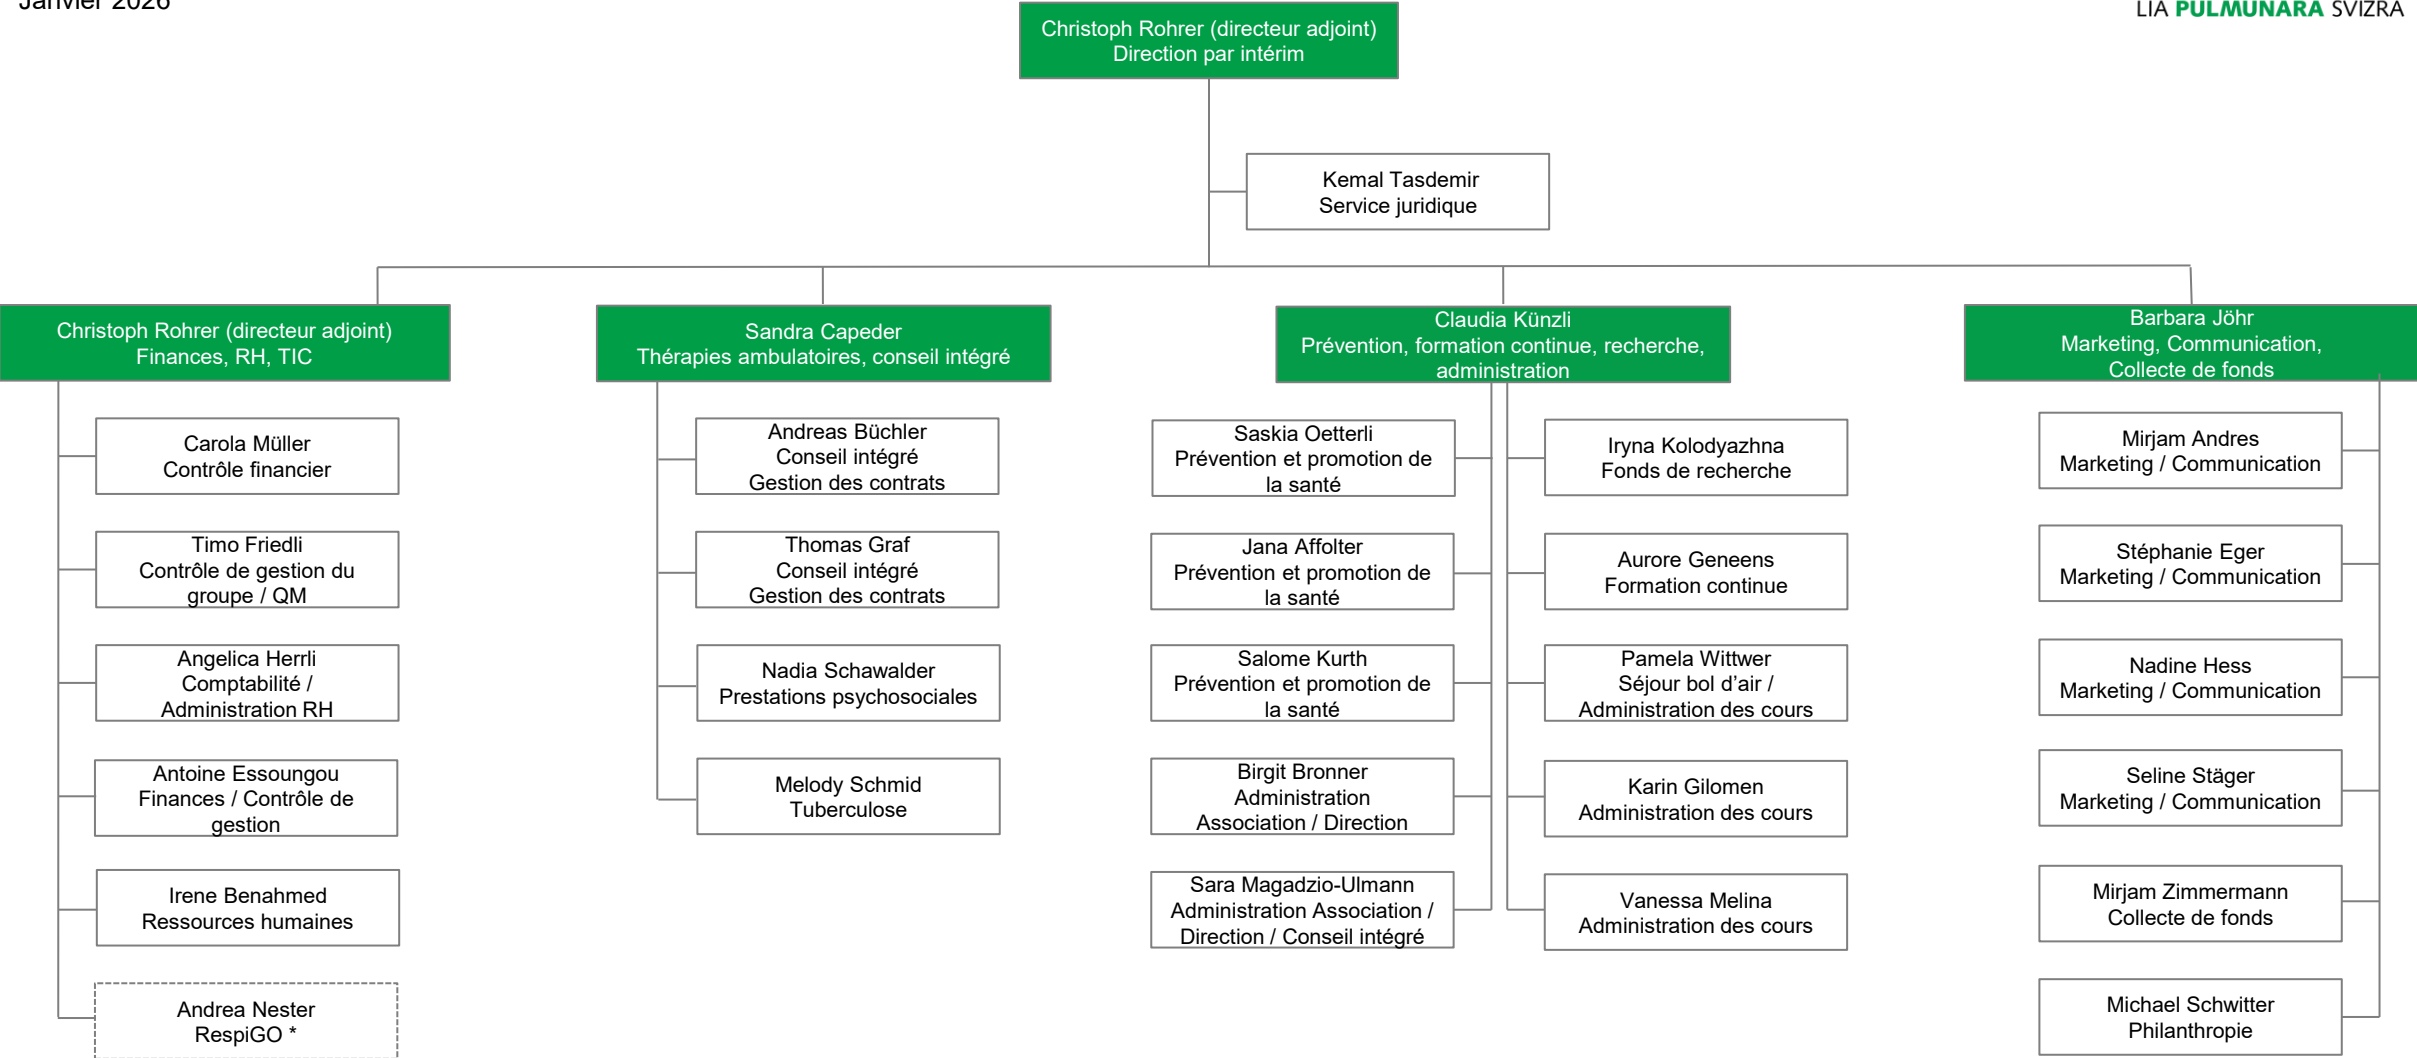 Janvier 2026
LIA PULMUNARA SVIZRA
Christoph Rohrer (directeur adjoint)
Direction par intérim
Kemal Tasdemir
Service juridique
Christoph Rohrer (directeur adjoint)
Finances, RH, TIC
Sandra Capeder
Thérapies ambulatoires, conseil intégré
Claudia Künzli
Prévention, formation continue, recherche,
administration
Barbara Jöhr
Marketing, Communication,
Collecte de fonds
Carola Müller
Contrôle financier
Timo Friedli
Contrôle de gestion du
groupe / QM
Angelica Herrli
Comptabilité /
Administration RH
Antoine Essoungou
Finances / Contrôle de
gestion
Irene Benahmed
Ressources humaines
Andrea Nester
RespiGO *
Andreas Büchler
Conseil intégré
Gestion des contrats
Thomas Graf
Conseil intégré
Gestion des contrats
Nadia Schawalder
Prestations psychosociales
Melody Schmid
Tuberculose
Saskia Oetterli
Prévention et promotion de
la santé
Jana Affolter
Prévention et promotion de
la santé
Salome Kurth
Prévention et promotion de
la santé
Birgit Bronner
Administration
Association / Direction
Sara Magadzio-Ulmann
Administration Association /
Direction / Conseil intégré
Iryna Kolodyazhna
Fonds de recherche
Aurore Geneens
Formation continue
Pamela Wittwer
Séjour bol d’air /
Administration des cours
Karin Gilomen
Administration des cours
Vanessa Melina
Administration des cours
Mirjam Andres
Marketing / Communication
Stéphanie Eger
Marketing / Communication
Nadine Hess
Marketing / Communication
Seline Stäger
Marketing / Communication
Mirjam Zimmermann
Collecte de fonds
Michael Schwitter
Philanthropie